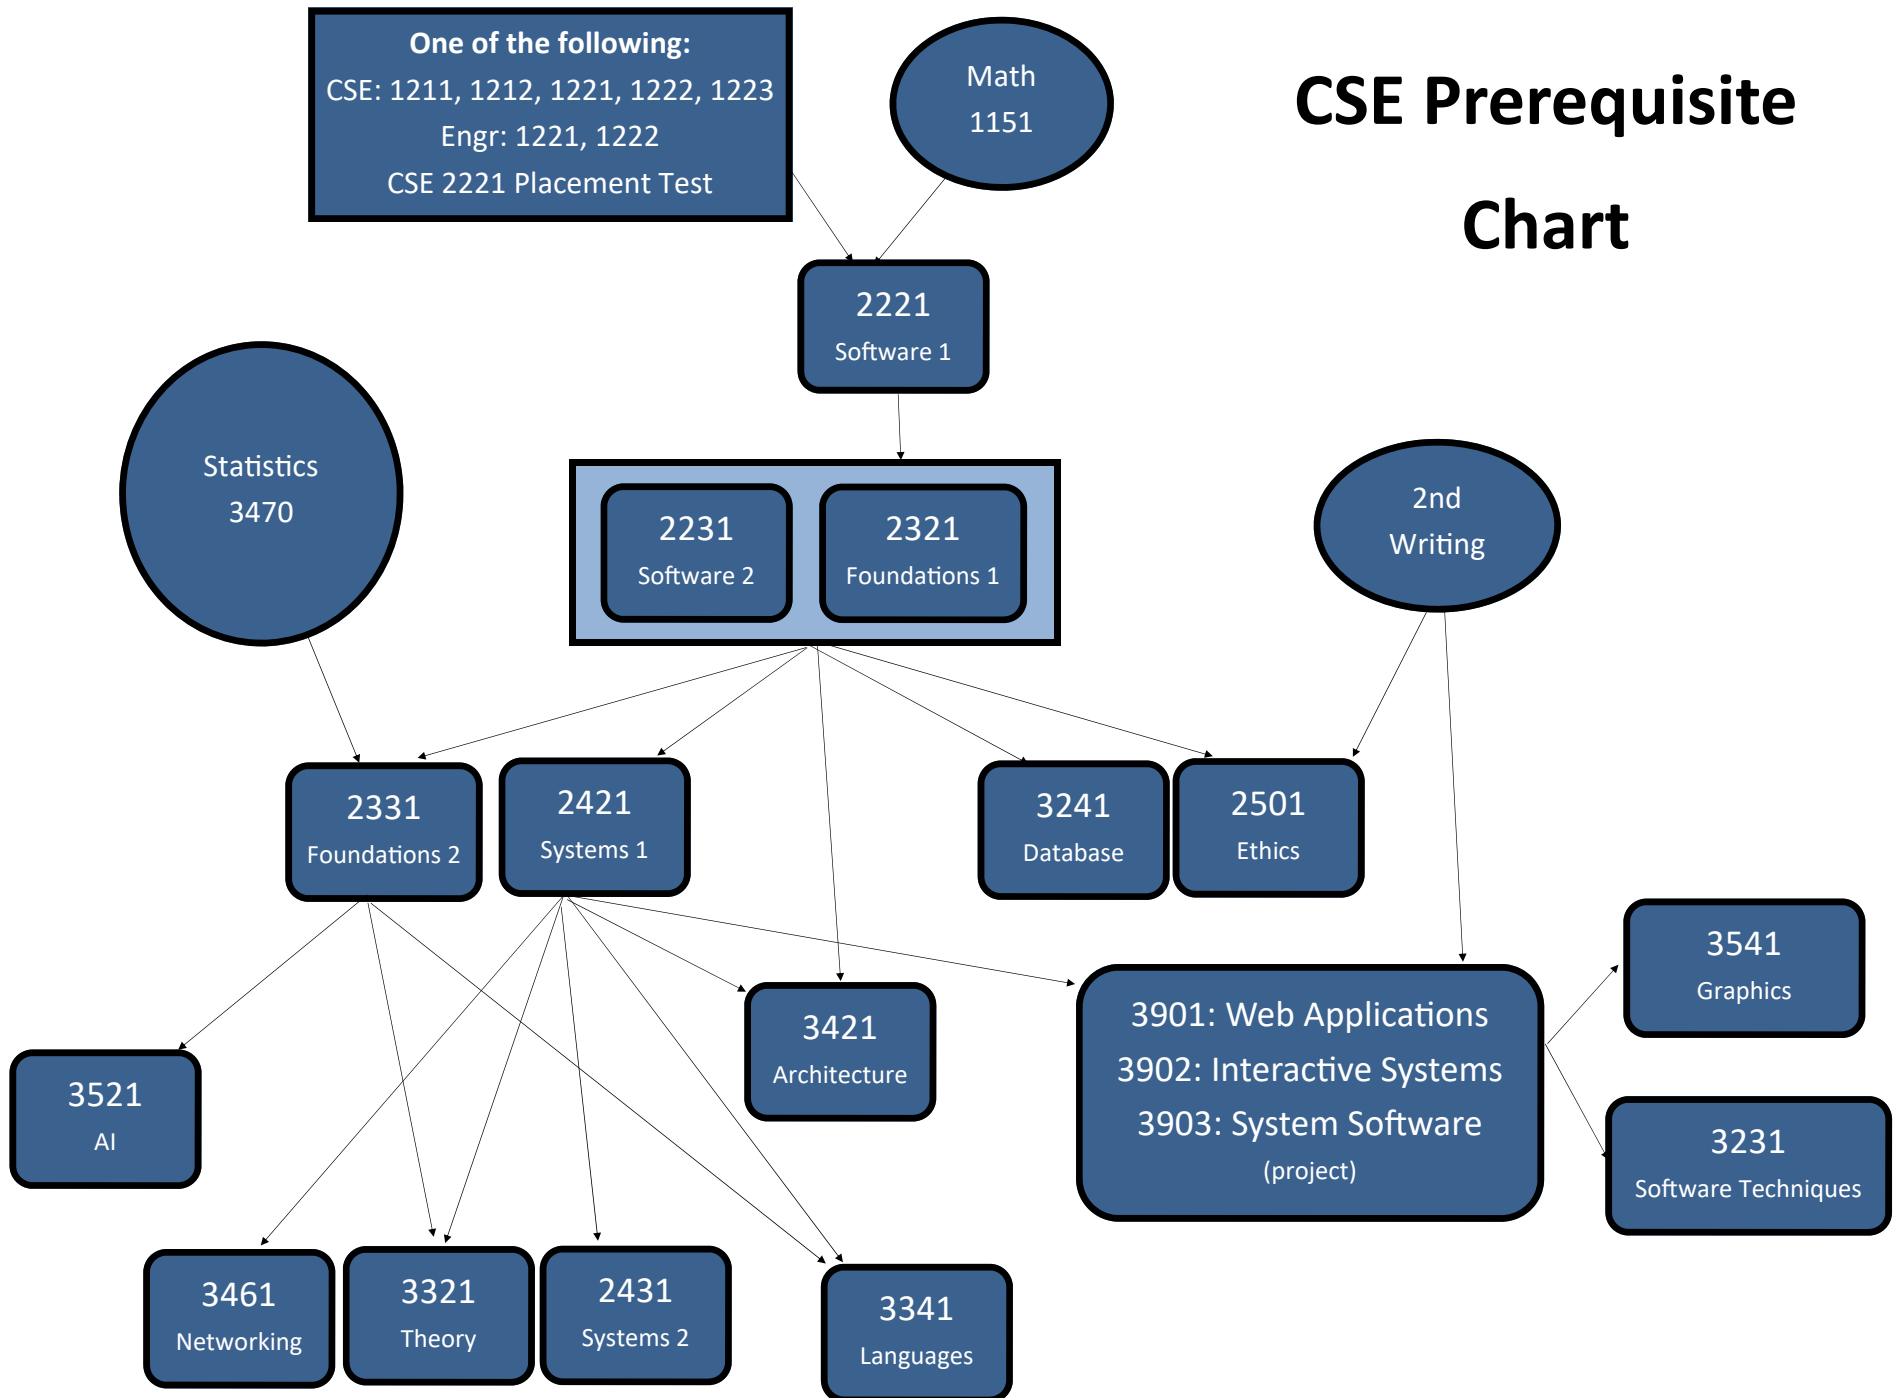 One of the following:
CSE: 1211, 1212, 1221, 1222, 1223
Engr: 1221, 1222
CSE 2221 Placement Test
Math
1151
CSE Prerequisite
Chart
2221
Software 1
Statistics
3470
2231
Software 2
2321
Foundations 1
2nd
Writing
2331
Foundations 2
2421
Systems 1
3241
Database
2501
Ethics
3541
Graphics
3421
Architecture
3901: Web Applications
3902: Interactive Systems
3903: System Software
(project)
3521
AI
3231
Software Techniques
3461
Networking
3321
Theory
2431
Systems 2
3341
Languages